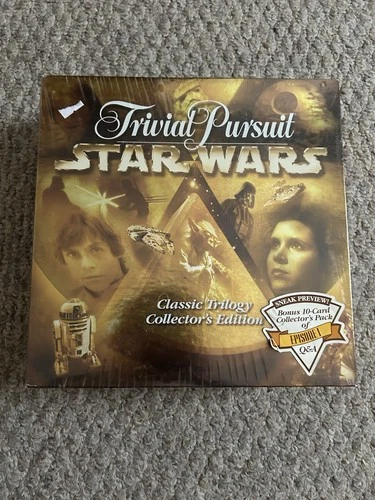 Trivial Pursuit
STAR WARS
Classic Trilogy
Collector's Edition
SNEAK PREVIEW!
Bonus 10-Card
Collector's Pack
of
EPISODE I
Q&A